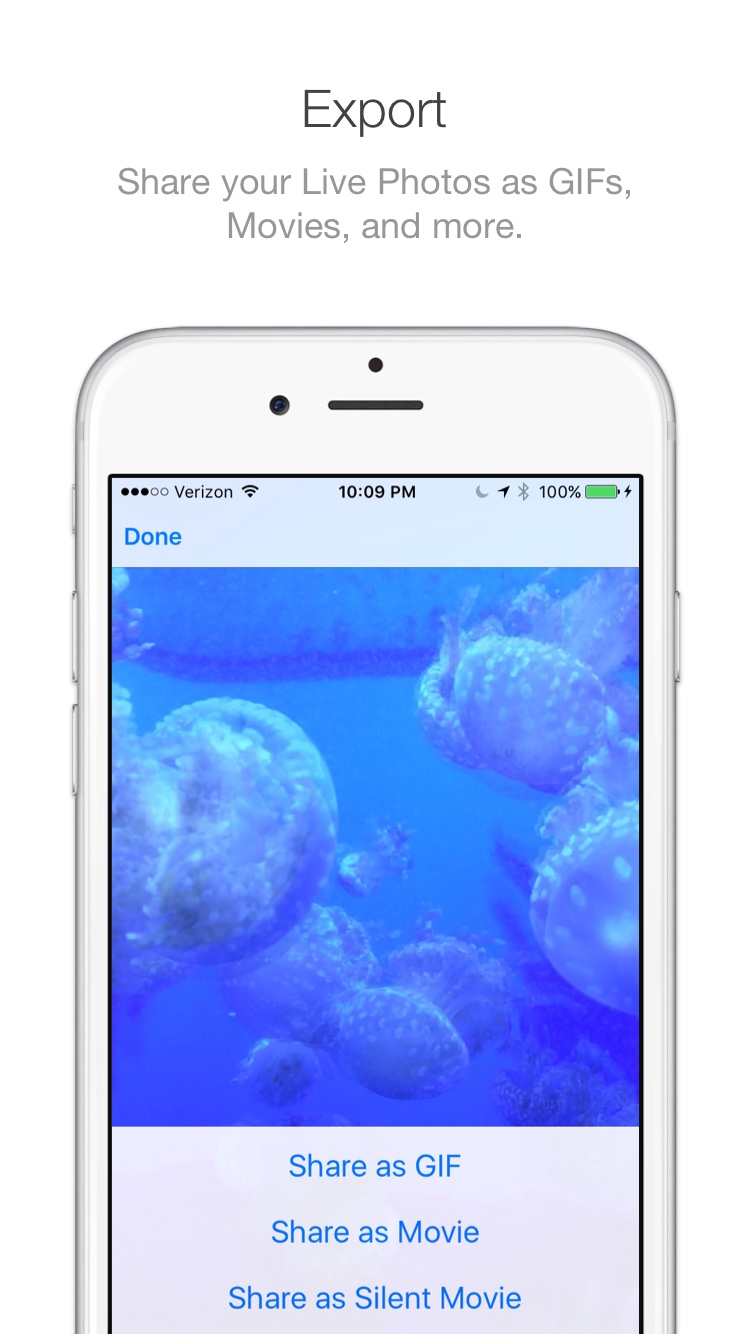 Export
Share your Live Photos as GIFs,
Movies, and more.
Verizon 10:09 PM 100%
Done
Share as GIF
Share as Movie
Share as Silent Movie